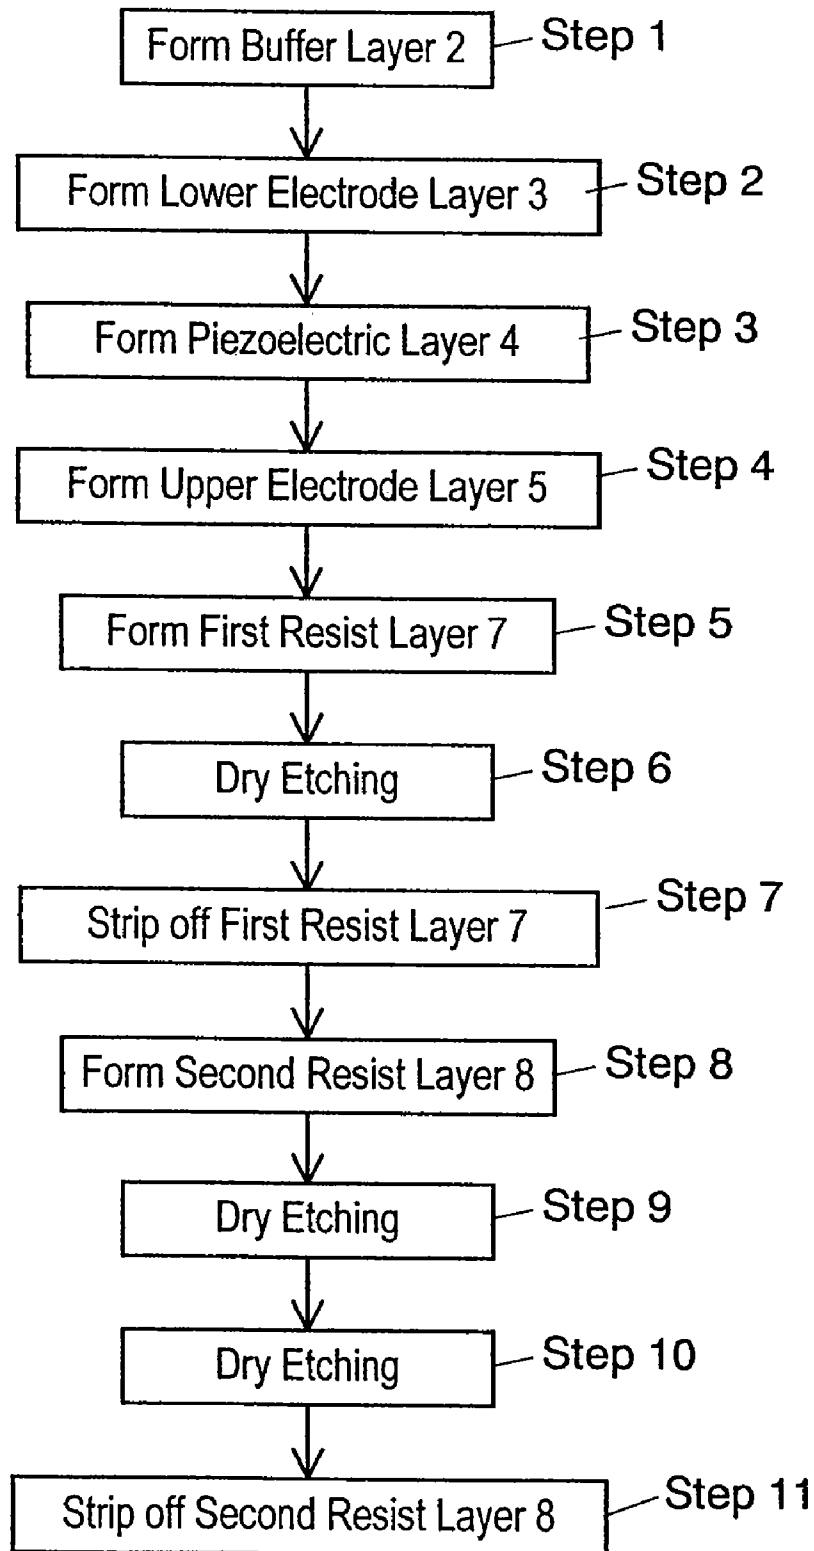 Form Buffer Layer 2
Step 1
Form Lower Electrode Layer 3
Step 2
Form Piezoelectric Layer 4
Step 3
Form Upper Electrode Layer 5
Step 4
Form First Resist Layer 7
Step 5
Dry Etching
Step 6
Strip off First Resist Layer 7
Step 7
Form Second Resist Layer 8
Step 8
Dry Etching
Step 9
Dry Etching
Step 10
Strip off Second Resist Layer 8
Step 11